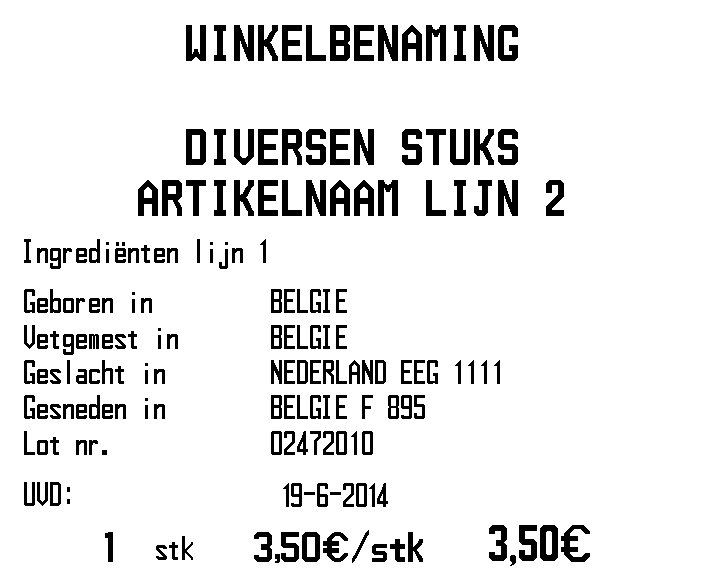 WINKELBENAMING
DIVERSEN STUKS
ARTIKELNAAM LIJN 2
Ingrediënten lijn 1
Geboren in BELGIE
Vetgemest in BELGIE
Geslacht in NEDERLAND EEG 1111
Gesneden in BELGIE F 895
Lot nr. 02472010
UVD: 19-6-2014
1 stk 3,50€/stk 3,50€